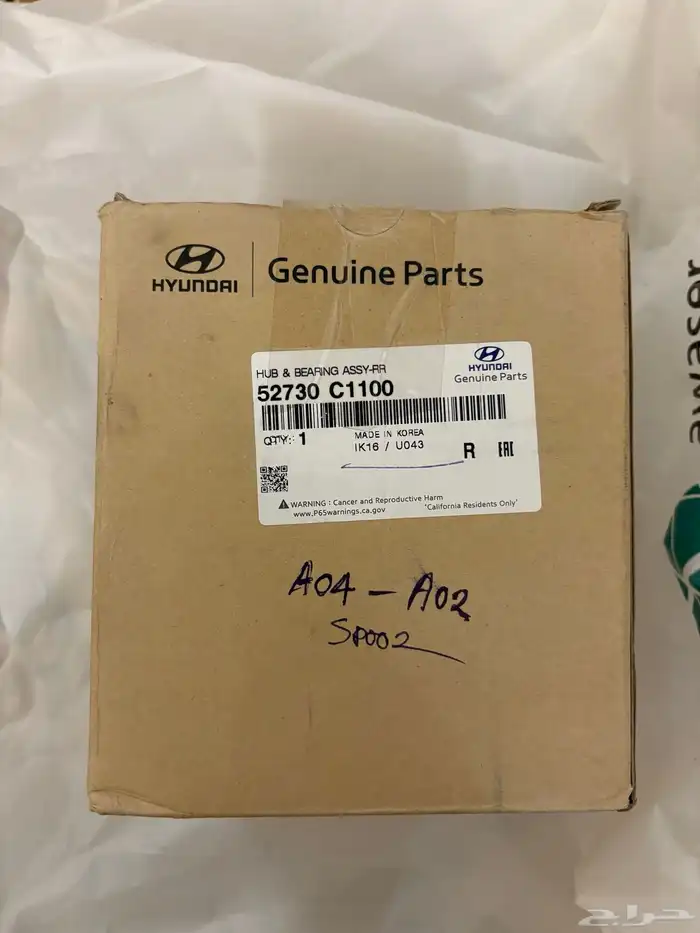 HYUNDAI | Genuine Parts
HUB & BEARING ASSY-RR
HYUNDAI
Genuine Parts
52730 C1100
QTY: 1
MADE IN KOREA
IK16 / U043
R EAC
⚠ WARNING : Cancer and Reproductive Harm
www.P65warnings.ca.gov "California Residents Only"
A04 - A02
SP002
حراج